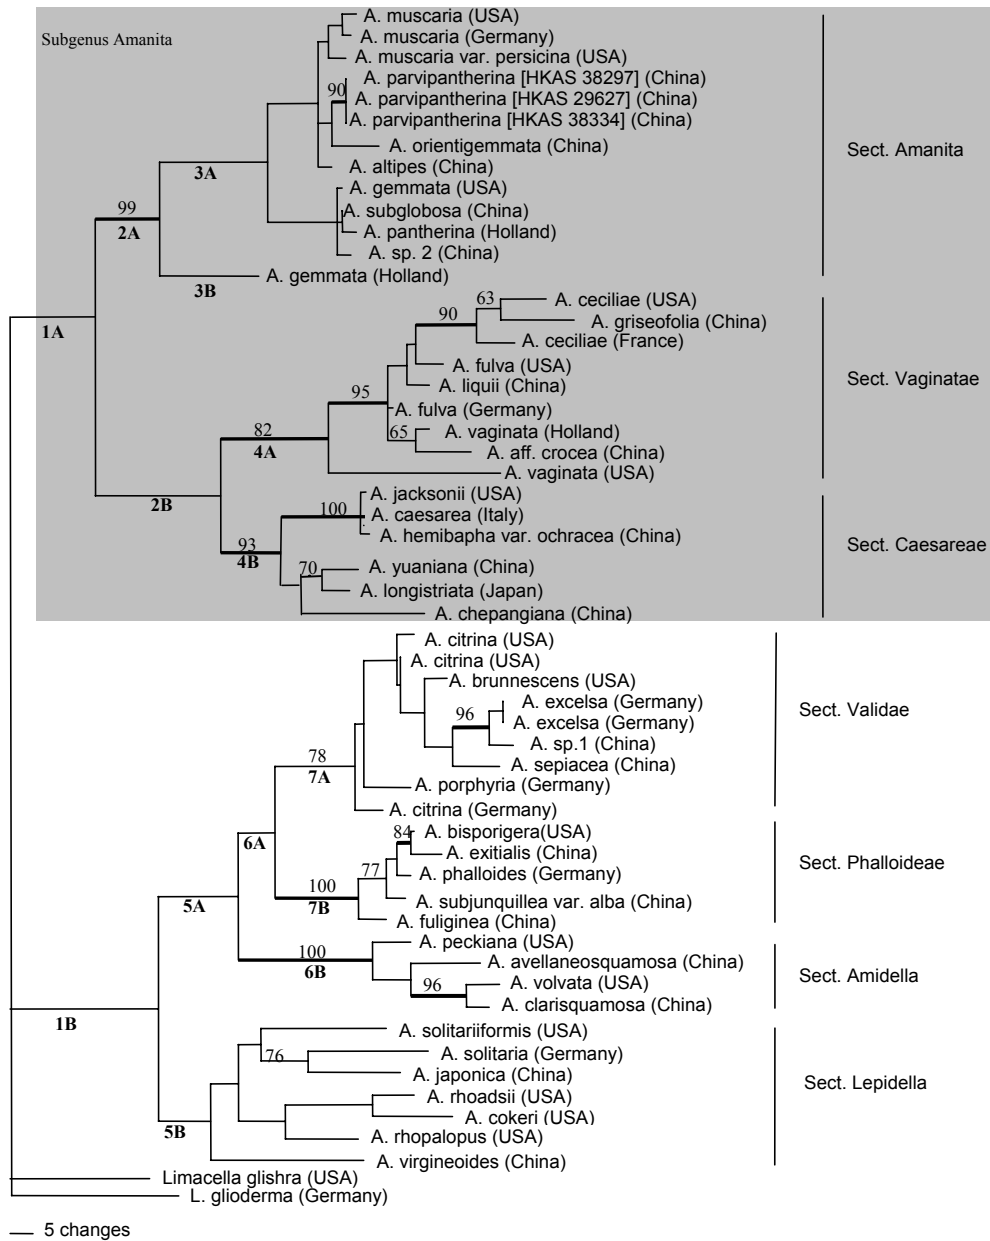 A. muscaria (USA)
Subgenus Amanita
A. muscaria (Germany)
A. muscaria var. persicina (USA)
A. parvipantherina [HKAS 38297] (China)
90
A. parvipantherina [HKAS 29627] (China)
A. parvipantherina [HKAS 38334] (China)
A. orientigemmata (China)
Sect. Amanita
3A
A. altipes (China)
A. gemmata (USA)
99
A. subglobosa (China)
2A
A. pantherina (Holland)
A. sp. 2 (China)
A. gemmata (Holland)
3B
63
A. ceciliae (USA)
90
A. griseofolia (China)
1A
A. ceciliae (France)
A. fulva (USA)
Sect. Vaginatae
A. liquii (China)
95
A. fulva (Germany)
82
65
A. vaginata (Holland)
4A
A. aff. crocea (China)
A. vaginata (USA)
2B
A. jacksonii (USA)
100
A. caesarea (Italy)
A. hemibapha var. ochracea (China)
93
Sect. Caesareae
4B
70
A. yuaniana (China)
A. longistriata (Japan)
A. chepangiana (China)
A. citrina (USA)
A. citrina (USA)
A. brunnescens (USA)
A. excelsa (Germany)
Sect. Validae
96
A. excelsa (Germany)
A. sp.1 (China)
78
A. sepiacea (China)
7A
A. porphyria (Germany)
A. citrina (Germany)
84
A. bisporigera(USA)
6A
A. exitialis (China)
Sect. Phalloideae
77
A. phalloides (Germany)
100
A. subjunquillea var. alba (China)
5A
7B
A. fuliginea (China)
A. peckiana (USA)
100
A. avellaneosquamosa (China)
6B
Sect. Amidella
96
A. volvata (USA)
A. clarisquamosa (China)
1B
A. solitariiformis (USA)
76
A. solitaria (Germany)
A. japonica (China)
Sect. Lepidella
A. rhoadsii (USA)
A. cokeri (USA)
5B
A. rhopalopus (USA)
A. virgineoides (China)
Limacella glishra (USA)
L. glioderma (Germany)
5 changes